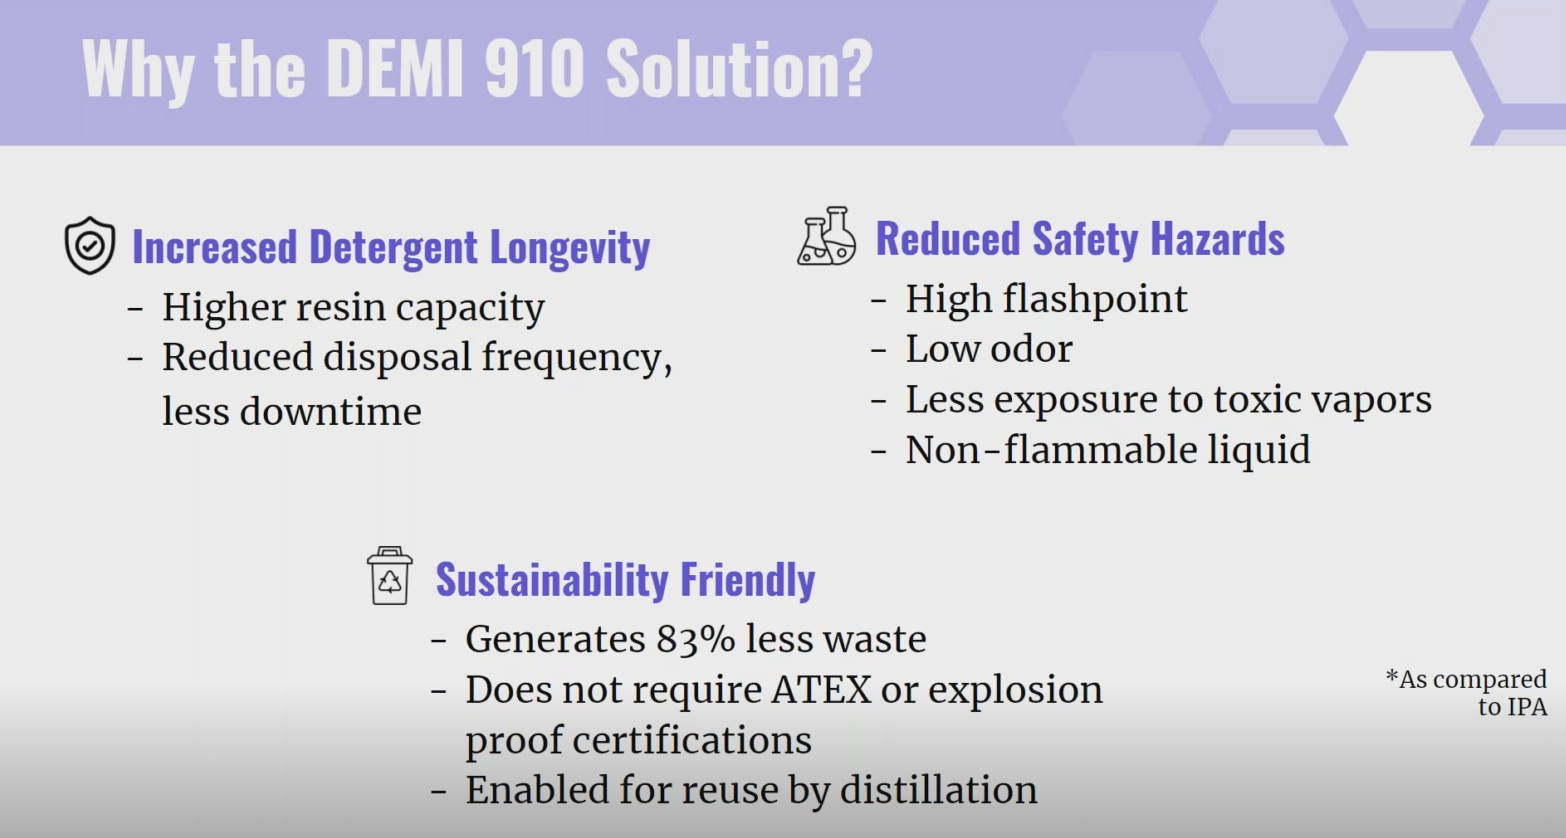 Why the DEMI 910 Solution?
Increased Detergent Longevity
- Higher resin capacity
- Reduced disposal frequency,
less downtime
Reduced Safety Hazards
- High flashpoint
- Low odor
- Less exposure to toxic vapors
- Non-flammable liquid
Sustainability Friendly
- Generates 83% less waste
- Does not require ATEX or explosion
proof certifications
- Enabled for reuse by distillation
*As compared
to IPA